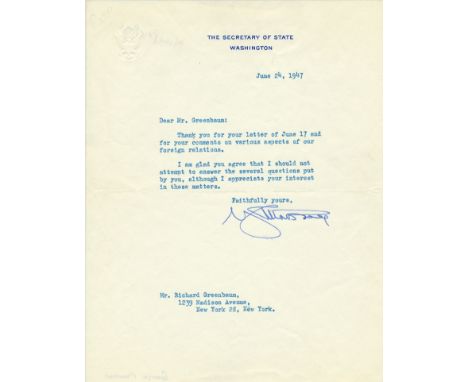 THE SECRETARY OF STATE
WASHINGTON
June 24, 1947
Dear Mr. Greenbaum:
Thank you for your letter of June 17 and
for your comments on various aspects of our
foreign relations.
I am glad you agree that I should not
attempt to answer the several questions put
by you, although I appreciate your interest
in these matters.
Faithfully yours,
Mr. Richard Greenbaum,
1239 Madison Avenue,
New York 28, New York.